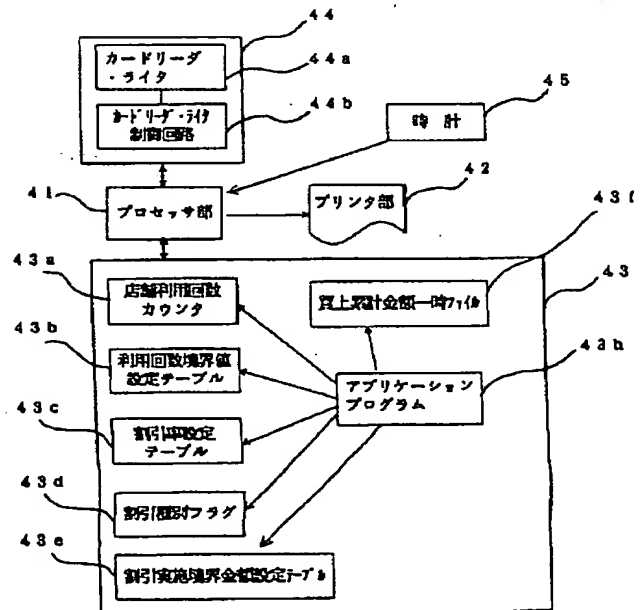 44
カードリーダ
・ライタ
44a
カードリーダ・ライタ
制御回路
44b
45
時 計
41
プロセッサ部
42
プリンタ部
43f
43a
店舗利用回数
カウンタ
買上累計金額一時ファイル
43
43b
利用回数境界値
設定テーブル
43h
アプリケーション
プログラム
43c
割引率設定
テーブル
43d
割引種別フラグ
43e
割引実施境界金額設定テーブル